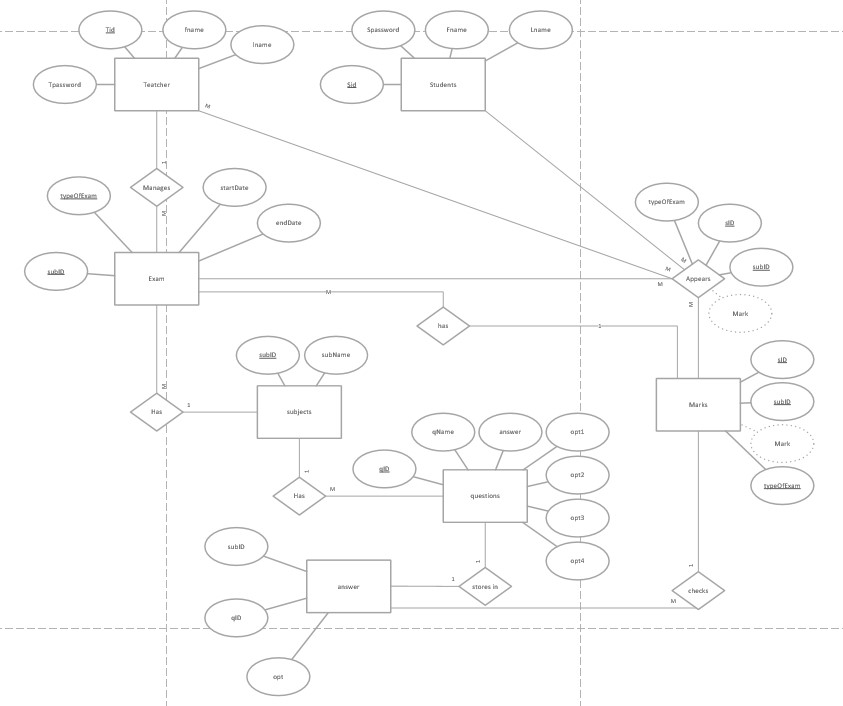 Tid
fname
lname
Spassword
Fname
Lname
Tpassword
Teatcher
Sid
Students
M
1
Manages
M
typeOfExam
startDate
endDate
subID
Exam
typeOfExam
sID
subID
M
M
M
Appears
Mark
M
M
has
1
subID
subName
sID
subID
Mark
typeOfExam
Marks
M
Has
1
subjects
1
Has
M
qName
answer
opt1
qID
questions
opt2
opt3
opt4
1
subID
answer
1
stores in
1
checks
M
qID
opt